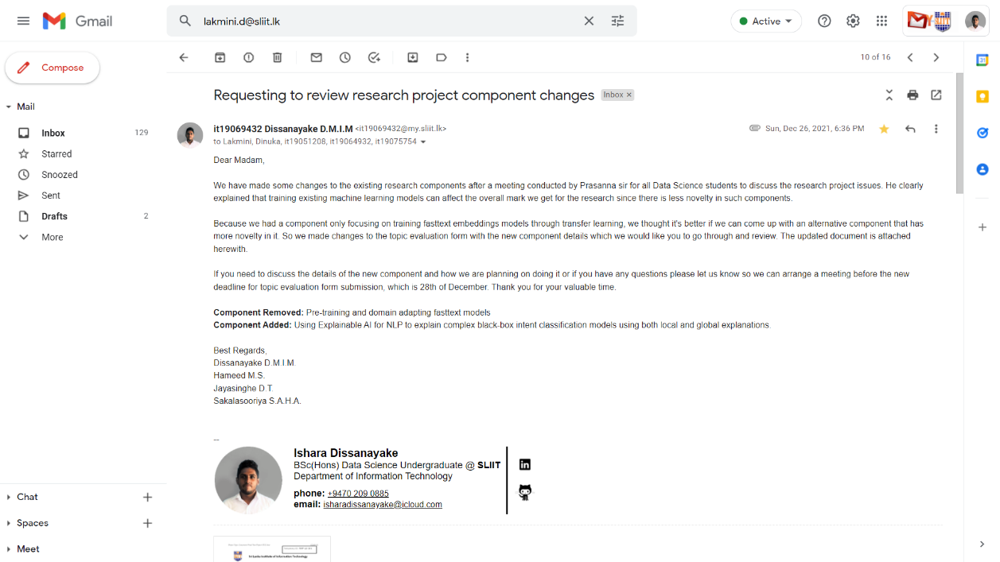 Gmail
lakmini.d@sliit.lk
Active
Compose
10 of 16
Mail
Inbox 129
Starred
Snoozed
Sent
Drafts 2
More
Chat
Spaces
Meet
Requesting to review research project component changes Inbox ×
it19069432 Dissanayake D.M.I.M <it19069432@my.sliit.lk>
Sun, Dec 26, 2021, 6:36 PM
to Lakmini, Dinuka, it19051208, it19064932, it19075754
Dear Madam,
We have made some changes to the existing research components after a meeting conducted by Prasanna sir for all Data Science students to discuss the research project issues. He clearly
explained that training existing machine learning models can affect the overall mark we get for the research since there is less novelty in such components.
Because we had a component only focusing on training fasttext embeddings models through transfer learning, we thought it's better if we can come up with an alternative component that has
more novelty in it. So we made changes to the topic evaluation form with the new component details which we would like you to go through and review. The updated document is attached
herewith.
If you need to discuss the details of the new component and how we are planning on doing it or if you have any questions please let us know so we can arrange a meeting before the new
deadline for topic evaluation form submission, which is 28th of December. Thank you for your valuable time.
Component Removed: Pre-training and domain adapting fasttext models
Component Added: Using Explainable AI for NLP to explain complex black-box intent classification models using both local and global explanations.
Best Regards,
Dissanayake D.M.I.M.
Hameed M.S.
Jayasinghe D.T.
Sakalasooriya S.A.H.A.
--
Ishara Dissanayake
BSc(Hons) Data Science Undergraduate @ SLIIT
Department of Information Technology
phone: +9470 209 0885
email: isharadissanayake@icloud.com
in
Sri Lanka Institute of Information Technology
31